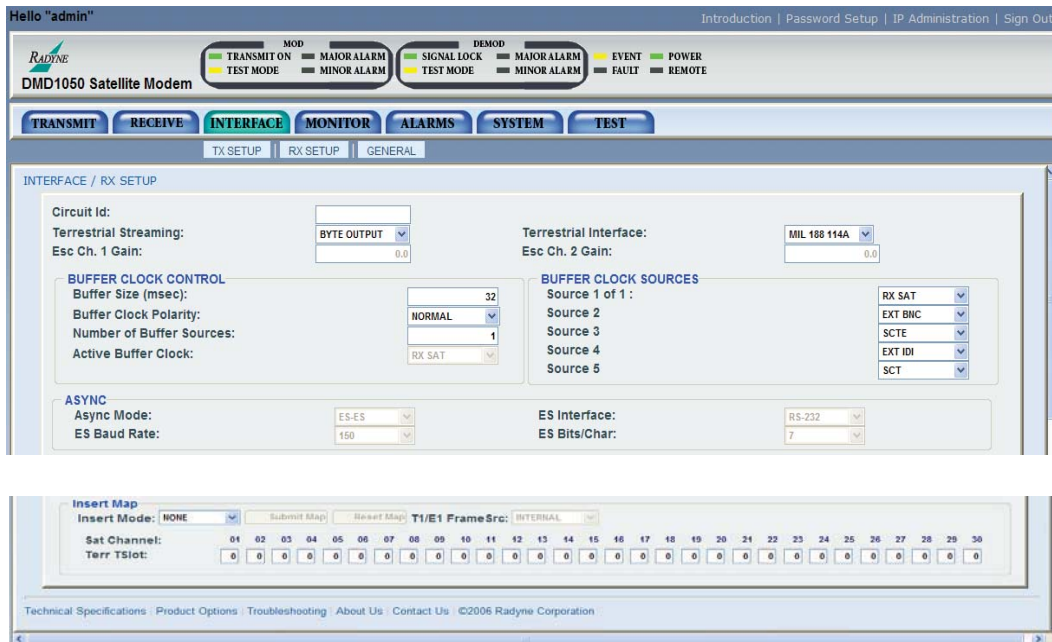 Hello "admin"
Introduction | Password Setup | IP Administration | Sign Out
RADYNE
DMD1050 Satellite Modem
MOD
TRANSMIT ON MAJOR ALARM
TEST MODE MINOR ALARM
DEMOD
SIGNAL LOCK MAJOR ALARM
TEST MODE MINOR ALARM
EVENT POWER
FAULT REMOTE
TRANSMIT RECEIVE INTERFACE MONITOR ALARMS SYSTEM TEST
TX SETUP | RX SETUP | GENERAL
INTERFACE / RX SETUP
Circuit Id:
Terrestrial Streaming: BYTE OUTPUT Terrestrial Interface: MIL 188 114A
Esc Ch. 1 Gain: 0.0 Esc Ch. 2 Gain: 0.0
BUFFER CLOCK CONTROL
Buffer Size (msec): 32
Buffer Clock Polarity: NORMAL
Number of Buffer Sources: 1
Active Buffer Clock: RX SAT
BUFFER CLOCK SOURCES
Source 1 of 1 : RX SAT
Source 2 EXT BNC
Source 3 SCTE
Source 4 EXT IDI
Source 5 SCT
ASYNC
Async Mode: ES-ES ES Interface: RS-232
ES Baud Rate: 150 ES Bits/Char: 7
Insert Map
Insert Mode: NONE Submit Map Reset Map T1/E1 FrameSrc: INTERNAL
Sat Channel: 01 02 03 04 05 06 07 08 09 10 11 12 13 14 15 16 17 18 19 20 21 22 23 24 25 26 27 28 29 30
Terr TSlot: 0 0 0 0 0 0 0 0 0 0 0 0 0 0 0 0 0 0 0 0 0 0 0 0 0 0 0 0 0 0
Technical Specifications | Product Options | Troubleshooting | About Us | Contact Us | ©2006 Radyne Corporation